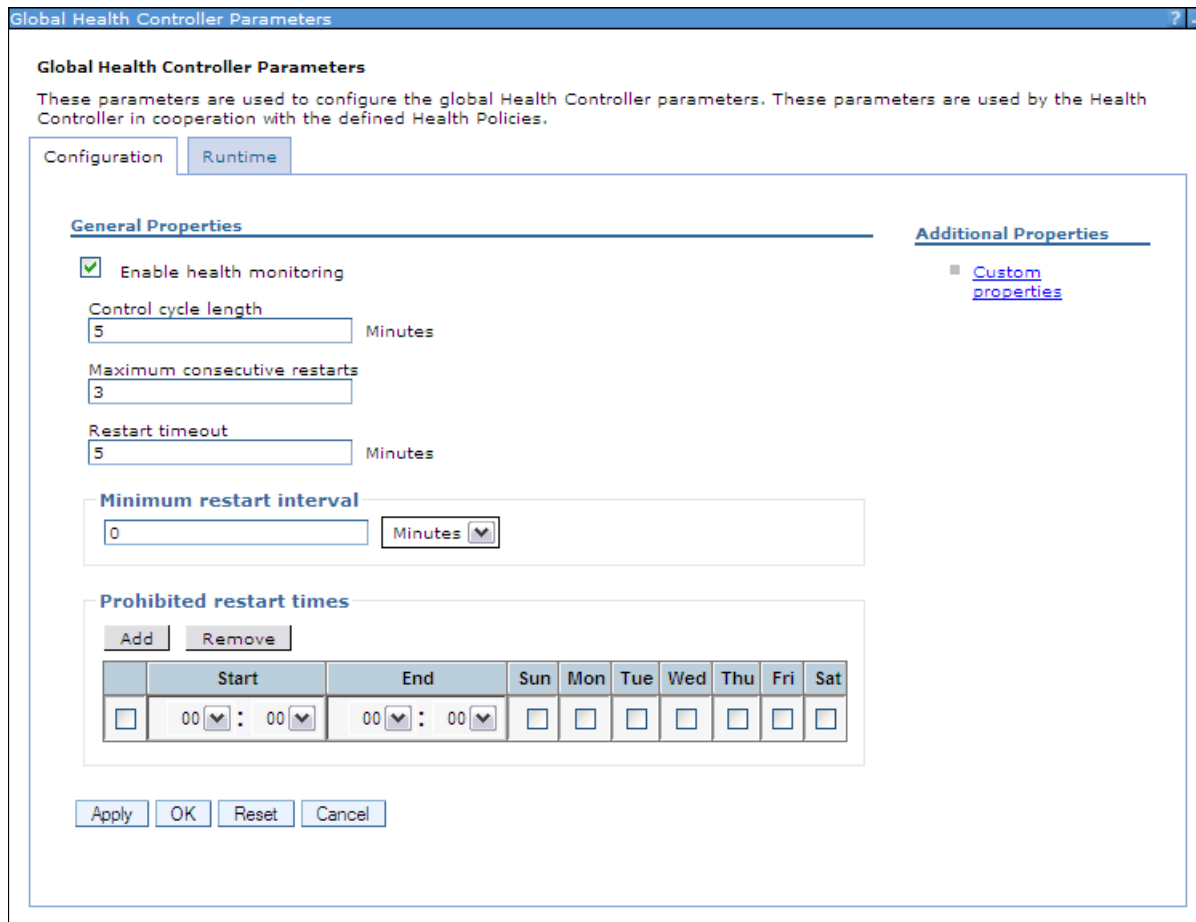 Global Health Controller Parameters
?
Global Health Controller Parameters
These parameters are used to configure the global Health Controller parameters. These parameters are used by the Health
Controller in cooperation with the defined Health Policies.
Configuration Runtime
General Properties
Enable health monitoring
Control cycle length
5 Minutes
Maximum consecutive restarts
3
Restart timeout
5 Minutes
Minimum restart interval
0 Minutes
Prohibited restart times
Add Remove
Start End Sun Mon Tue Wed Thu Fri Sat
00 : 00 00 : 00
Apply OK Reset Cancel
Additional Properties
Custom
properties